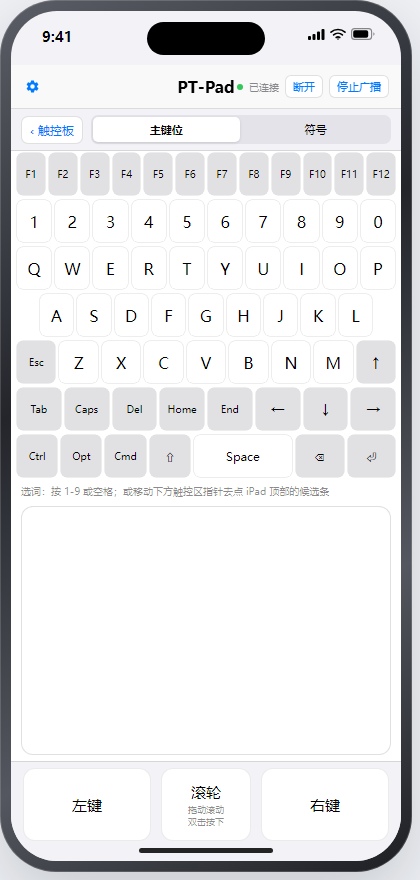 9:41
PT-Pad 已连接 断开 停止广播
‹ 触控板 主键位 符号
F1 F2 F3 F4 F5 F6 F7 F8 F9 F10 F11 F12
1 2 3 4 5 6 7 8 9 0
Q W E R T Y U I O P
A S D F G H J K L
Esc Z X C V B N M ↑
Tab Caps Del Home End ← ↓ →
Ctrl Opt Cmd ⇧ Space ⌫ ⏎
选词：按 1-9 或空格；或移动下方触控区指针去点 iPad 顶部的候选条
左键 滚轮 右键
拖动滚动
双击按下